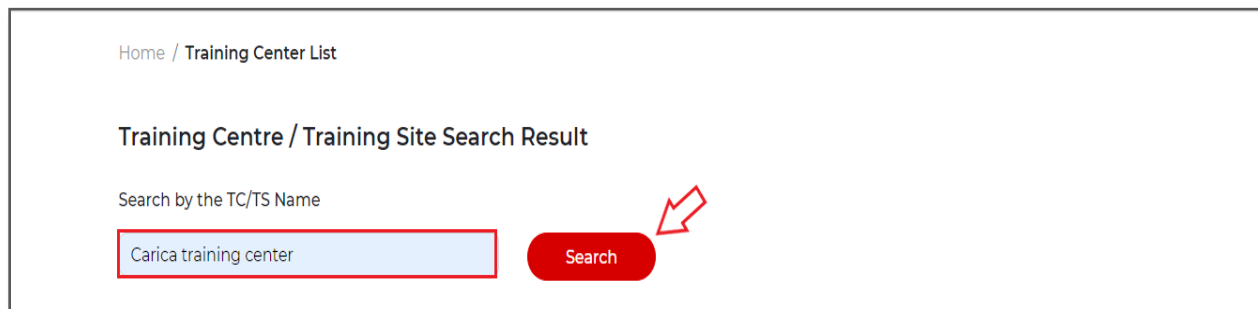 Home / Training Center List
Training Centre / Training Site Search Result
Search by the TC/TS Name
Carica training center
Search